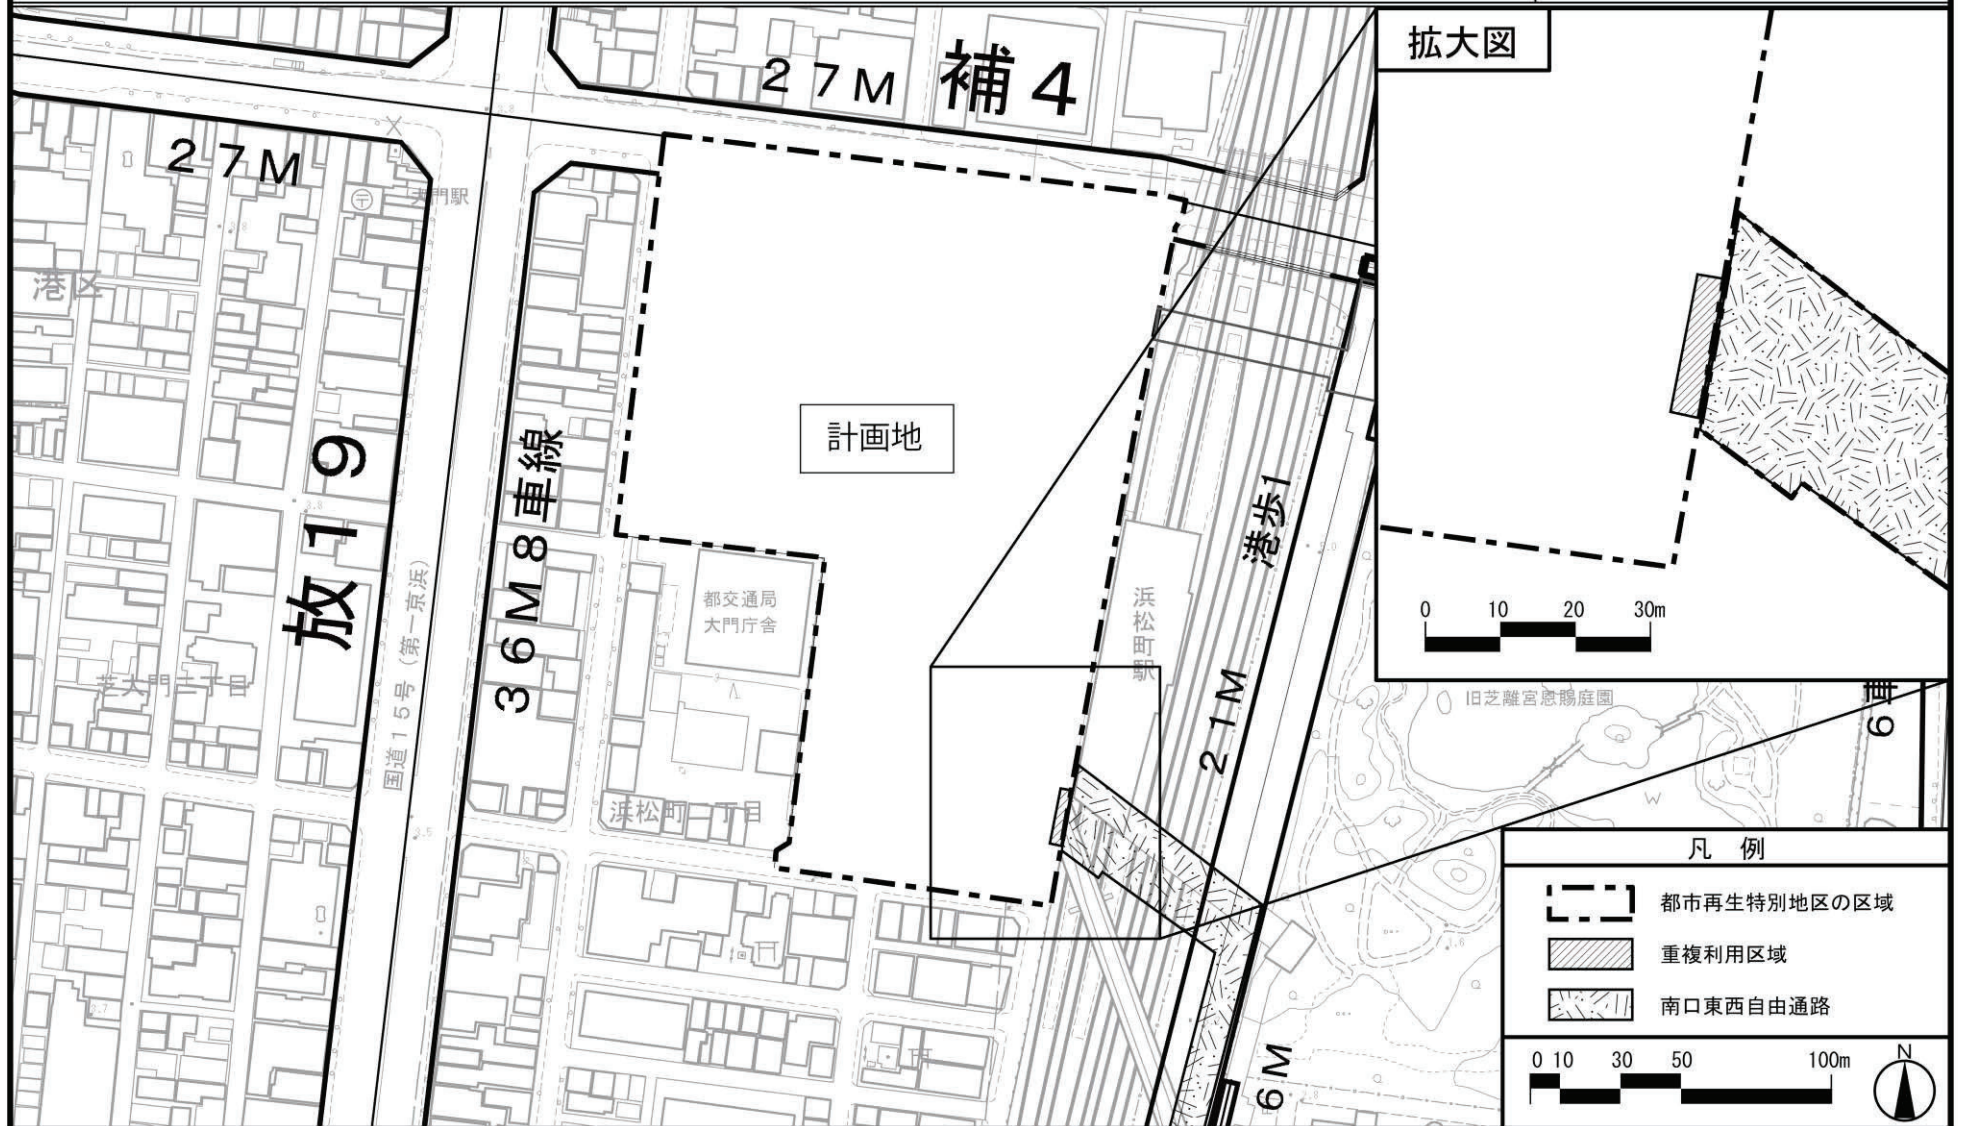 拡大図
27M 補4
27M
大門駅
港区
計画地
放19
36M8車線
国道15号(第一京浜)
都交通局
大門庁舎
芝大門二丁目
浜松町二丁目
浜松町駅
港歩1
21M
6M
0 10 20 30m
旧芝離宮恩賜庭園
凡 例
都市再生特別地区の区域
重複利用区域
南口東西自由通路
0 10 30 50 100m
N